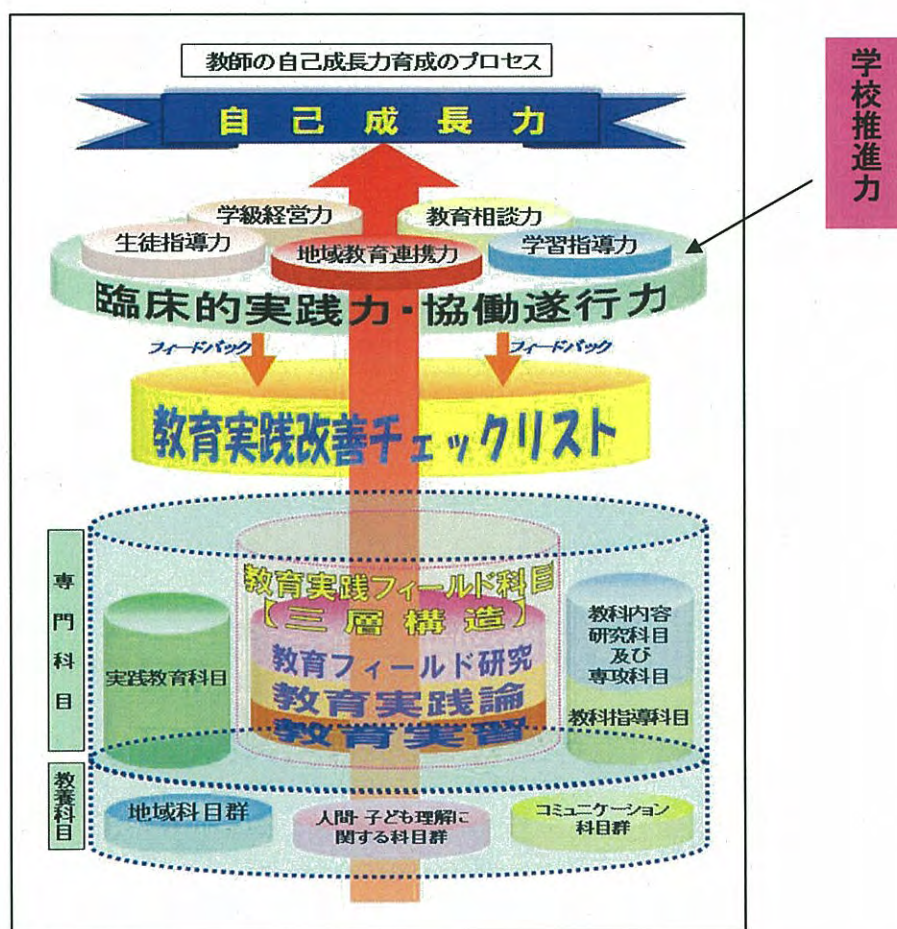 教師の自己成長力育成のプロセス
自己成長力
学校推進力
学級経営力
教育相談力
生徒指導力
地域教育連携力
学習指導力
臨床的実践力・協働遂行力
フィードバック
フィードバック
教育実践改善チェックリスト
専門科目
教育実践フィールド科目
【三層構造】
教育フィールド研究
教育実践論
教育実習
実践教育科目
教科内容
研究科目
及び
専攻科目
教科指導科目
教養科目
地域科目群
人間・子ども理解に
関する科目群
コミュニケーション
科目群